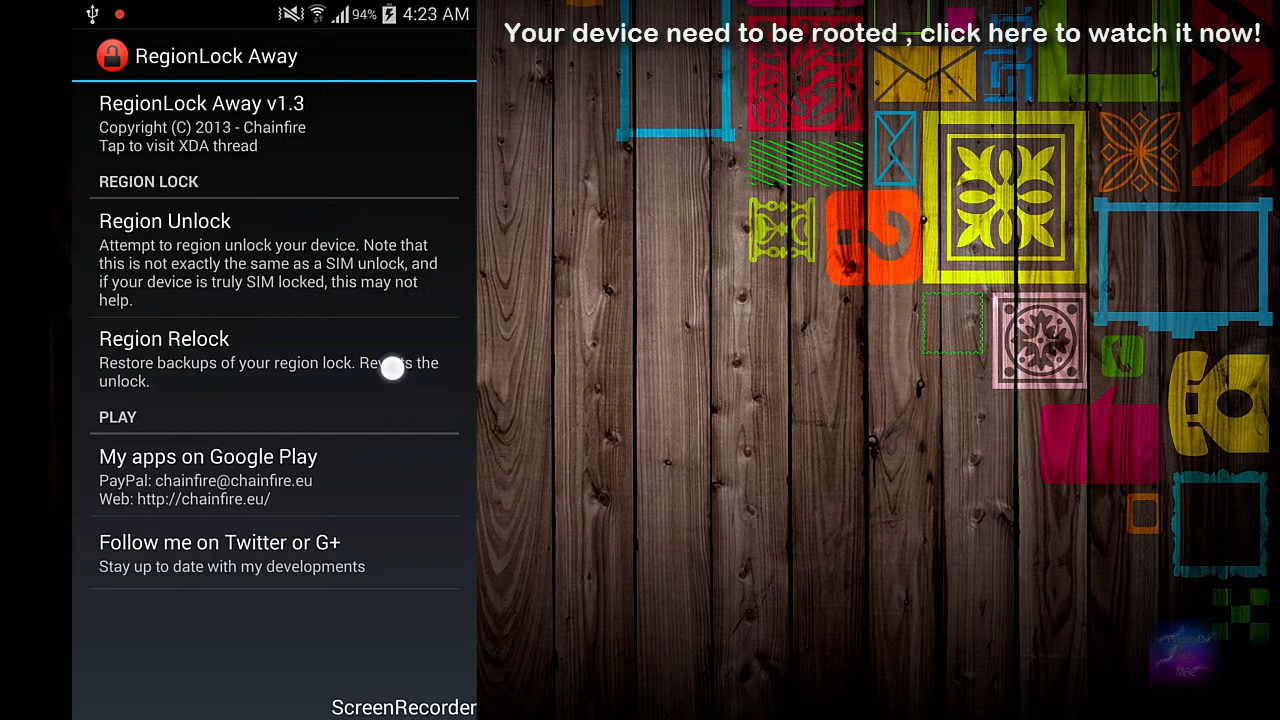 94% 4:23 AM
Your device need to be rooted , click here to watch it now!
RegionLock Away
RegionLock Away v1.3
Copyright (C) 2013 - Chainfire
Tap to visit XDA thread
REGION LOCK
Region Unlock
Attempt to region unlock your device. Note that
this is not exactly the same as a SIM unlock, and
if your device is truly SIM locked, this may not
help.
Region Relock
Restore backups of your region lock. the
unlock.
PLAY
My apps on Google Play
PayPal: chainfire@chainfire.eu
Web: http://chainfire.eu/
Follow me on Twitter or G+
Stay up to date with my developments
ScreenRecorder